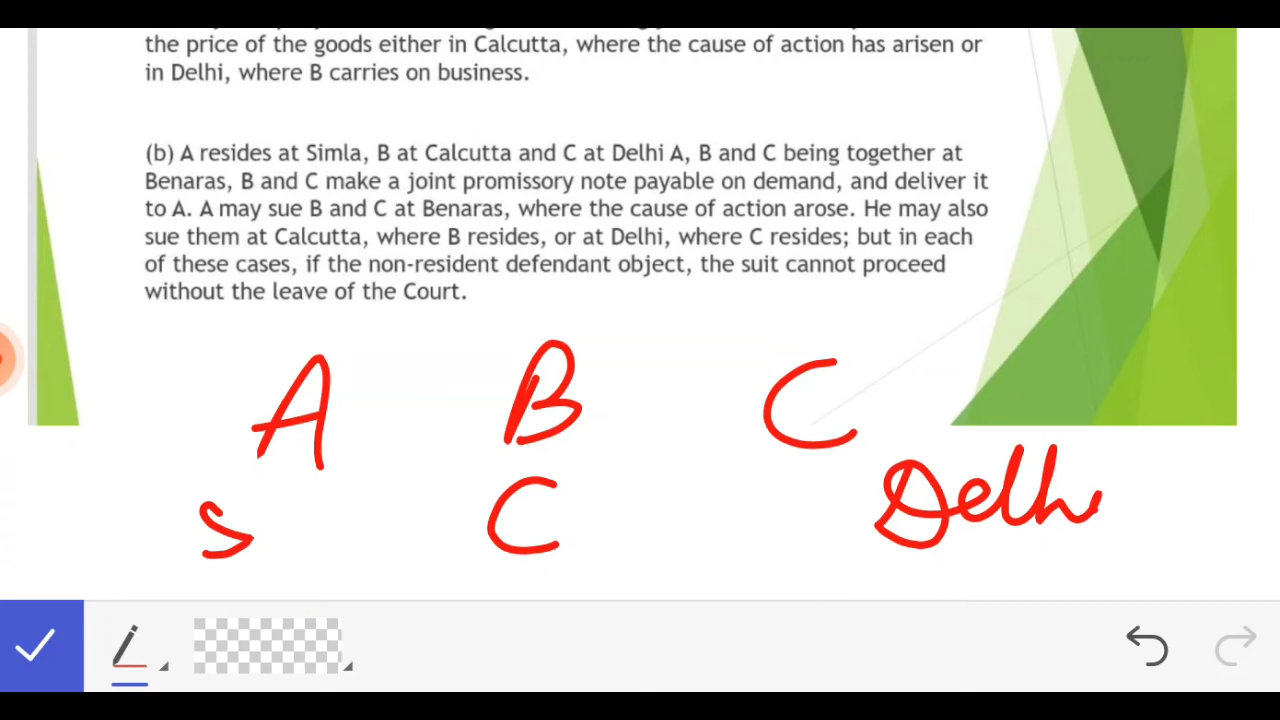 the price of the goods either in Calcutta, where the cause of action has arisen or
in Delhi, where B carries on business.
(b) A resides at Simla, B at Calcutta and C at Delhi A, B and C being together at
Benaras, B and C make a joint promissory note payable on demand, and deliver it
to A. A may sue B and C at Benaras, where the cause of action arose. He may also
sue them at Calcutta, where B resides, or at Delhi, where C resides; but in each
of these cases, if the non-resident defendant object, the suit cannot proceed
without the leave of the Court.
A B C
S C Delhi